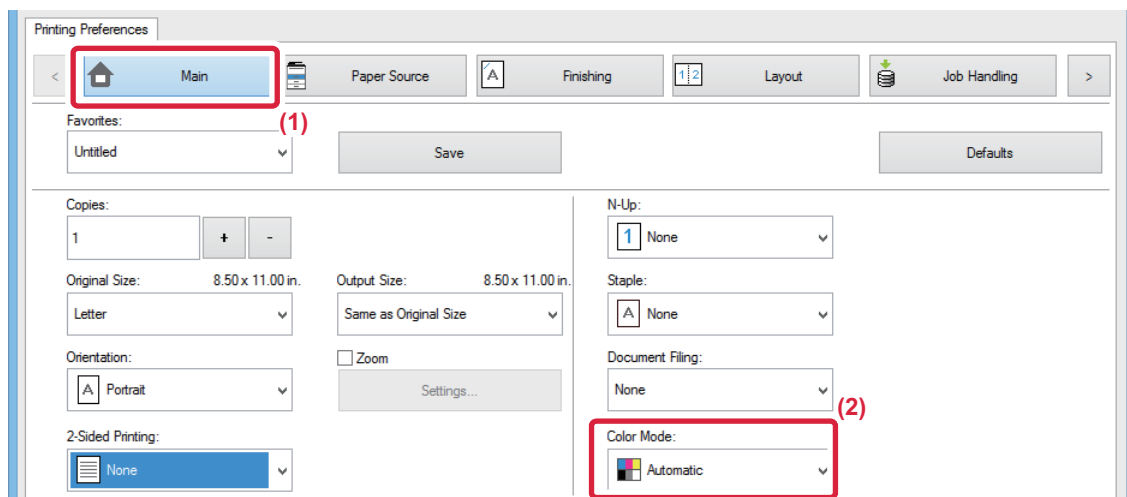 Printing Preferences
< Main Paper Source Finishing Layout Job Handling >
(1)
Favorites:
Untitled Save Defaults
Copies: N-Up:
1 + - 1 None
Original Size: 8.50 x 11.00 in. Output Size: 8.50 x 11.00 in. Staple:
Letter Same as Original Size A None
Orientation: Zoom Document Filing:
A Portrait Settings... None
(2)
2-Sided Printing: Color Mode:
None Automatic